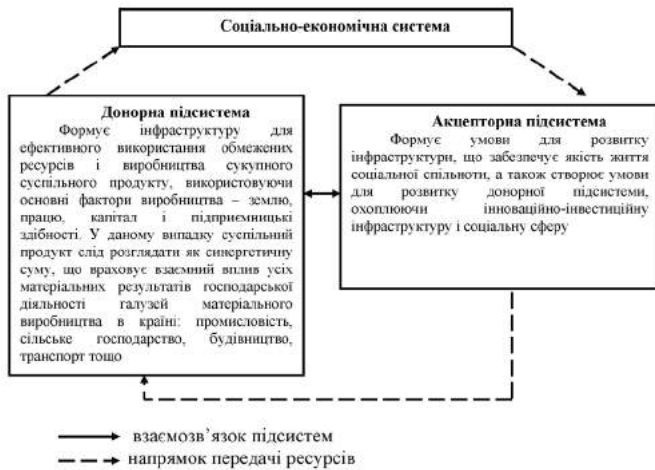 Соціально-економічна система
Донорна підсистема
Формує інфраструктуру для
ефективного використання обмежених
ресурсів і виробництва сукупного
суспільного продукту, використовуючи
основні фактори виробництва – землю,
працю, капітал і підприємницькі
здібності. У даному випадку суспільний
продукт слід розглядати як синергетичну
суму, що враховує взаємний вплив усіх
матеріальних результатів господарської
діяльності галузей матеріального
виробництва в країні: промисловість,
сільське господарство, будівництво,
транспорт тощо
Акцепторна підсистема
Формує умови для розвитку
інфраструктури, що забезпечує якість життя
соціальної спільноти, а також створює умови
для розвитку донорної підсистеми,
охоплюючи інноваційно-інвестиційну
інфраструктуру і соціальну сферу
взаємозв’язок підсистем
напрямок передачі ресурсів